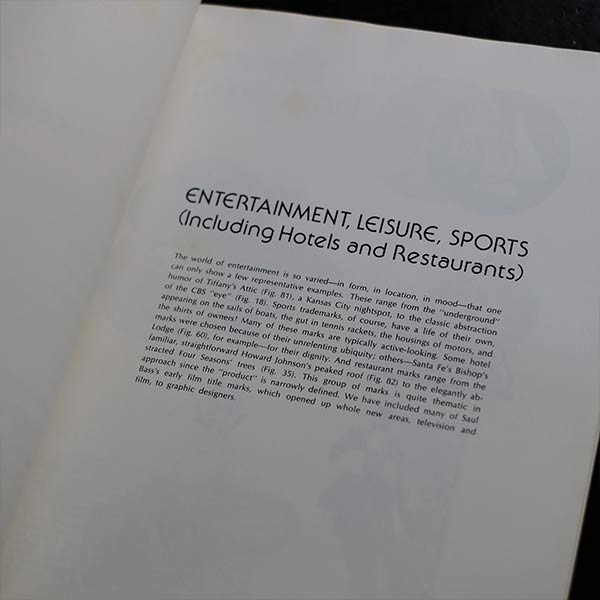 ENTERTAINMENT, LEISURE, SPORTS
(Including Hotels and Restaurants)
The world of entertainment is so varied—in form, in location, in mood—that one
can only show a few representative examples. These range from the "underground"
humor of Tiffany's Attic (Fig. 81), a Kansas City nightspot, to the classic abstraction
of the CBS "eye" (Fig. 18). Sports trademarks, of course, have a life of their own,
appearing on the sails of boats, the gut in tennis rackets, the housings of motors, and
the shirts of owners! Many of these marks are typically active-looking. Some hotel
marks were chosen because of their unrelenting ubiquity; others—Santa Fe's Bishop's
Lodge (Fig. 60), for example—for their dignity. And restaurant marks range from the
familiar, straightforward Howard Johnson's peaked roof (Fig. 82) to the elegantly ab-
stracted Four Seasons' trees (Fig. 35). This group of marks is quite thematic in
approach since the "product" is narrowly defined. We have included many of Saul
Bass's early film title marks, which opened up whole new areas, television and
film, to graphic designers.